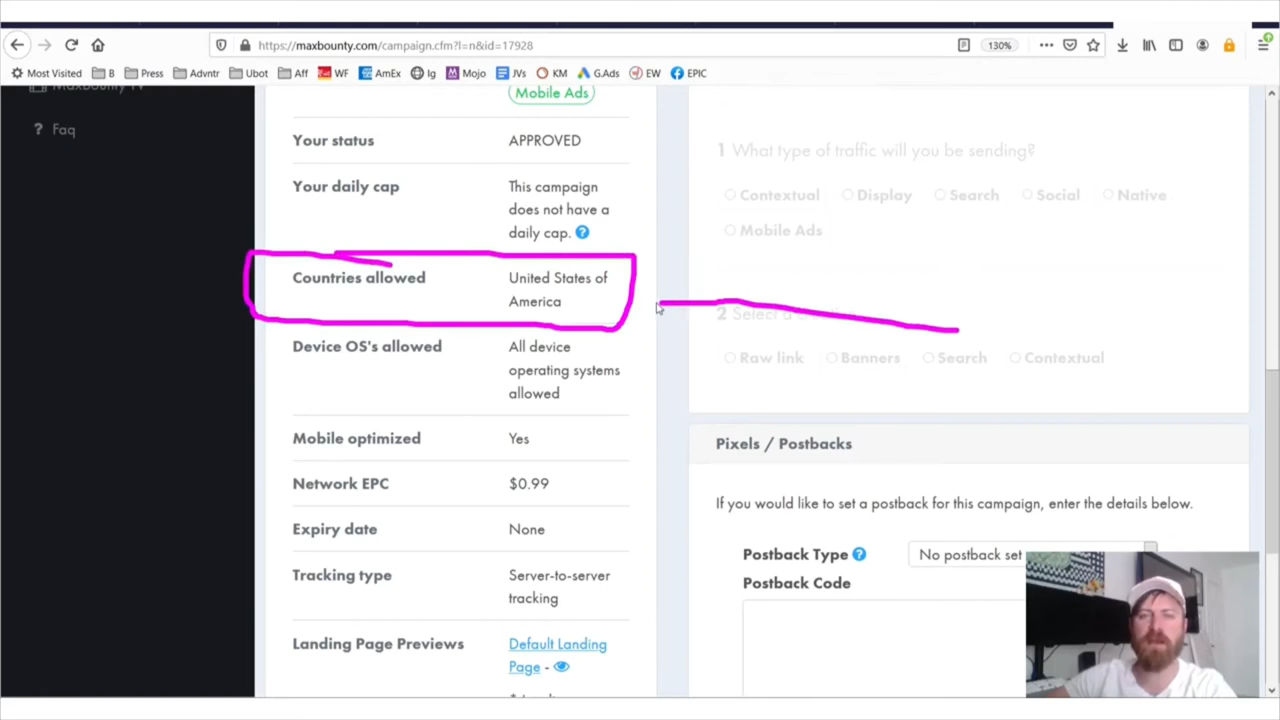 https://maxbounty.com/campaign.cfm?l=n&id=17928
130%
Most Visited B Press Advntr Ubot Aff WF AmEx Ig Mojo JVs KM G.Ads EW EPIC
Faq
Mobile Ads
Your status APPROVED
Your daily cap This campaign
does not have a
daily cap. ?
Countries allowed United States of
America
Device OS's allowed All device
operating systems
allowed
Mobile optimized Yes
Network EPC $0.99
Expiry date None
Tracking type Server-to-server
tracking
Landing Page Previews Default Landing
Page -
1 What type of traffic will you be sending?
Contextual Display Search Social Native
Mobile Ads
2 Select a
Raw link Banners Search Contextual
Pixels / Postbacks
If you would like to set a postback for this campaign, enter the details below.
Postback Type ? No postback set
Postback Code